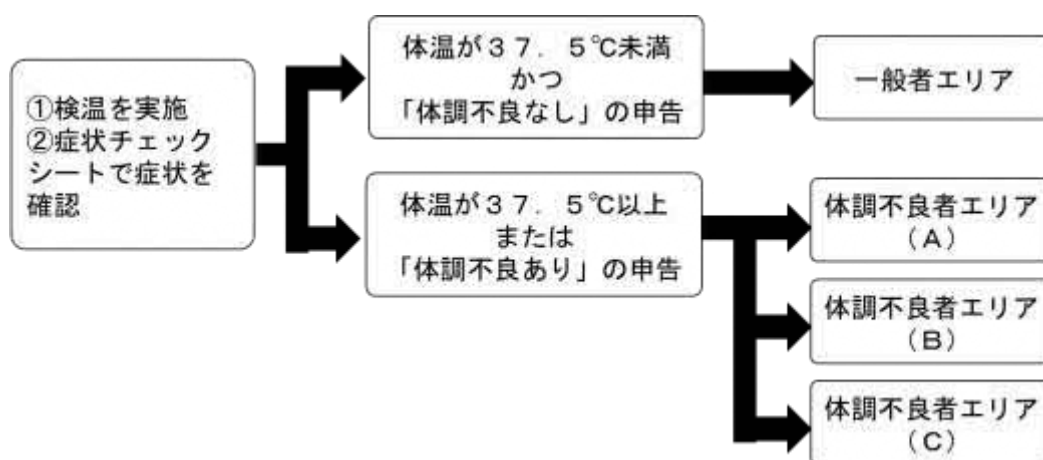 ①検温を実施
②症状チェック
シートで症状を
確認
体温が３７．５℃未満
かつ
「体調不良なし」の申告
一般者エリア
体温が３７．５℃以上
または
「体調不良あり」の申告
体調不良者エリア
（Ａ）
体調不良者エリア
（Ｂ）
体調不良者エリア
（Ｃ）